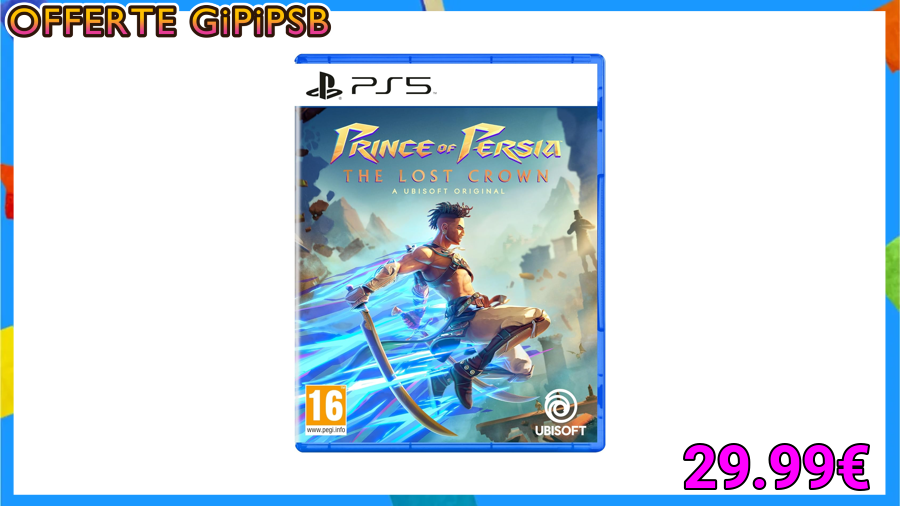 OFFERTE GiPiPSB
PS5
PRINCE OF PERSIA
THE LOST CROWN
A UBISOFT ORIGINAL
16
www.pegi.info
UBISOFT
29.99€